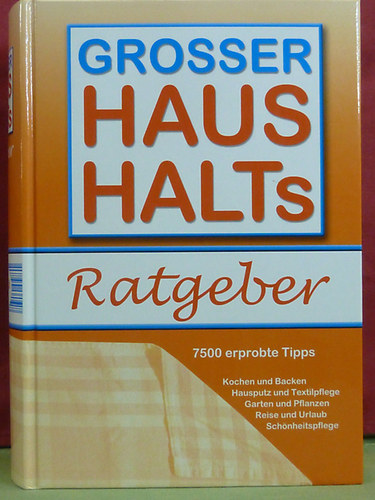 GROSSER
HAUS
HALTs
Ratgeber
7500 erprobte Tipps
Kochen und Backen
Hausputz und Textilpflege
Garten und Pflanzen
Reise und Urlaub
Schönheitspflege